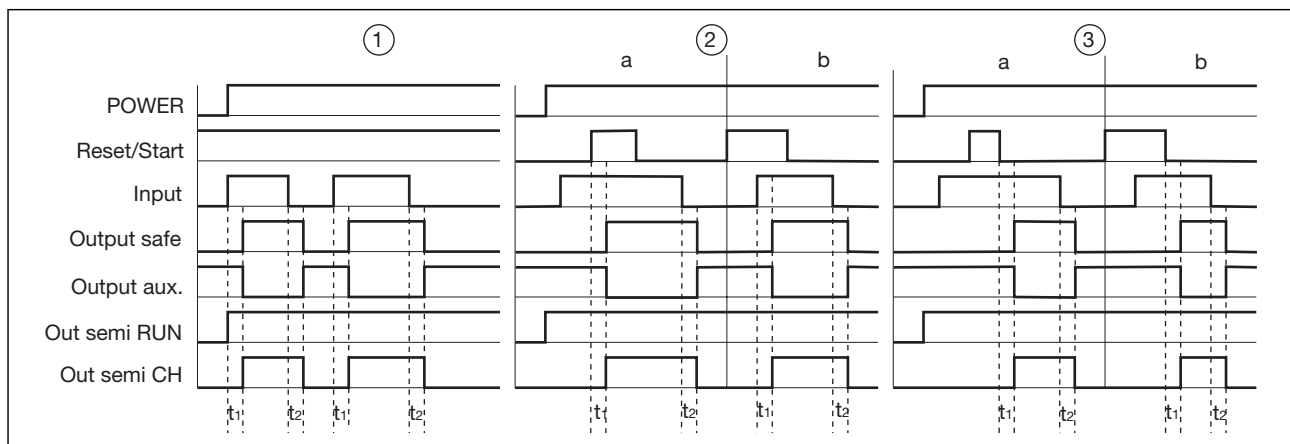 1 2 3
a b a b
POWER
Reset/Start
Input
Output safe
Output aux.
Out semi RUN
Out semi CH
t1 t2 t1 t2 t1 t2 t1 t2 t1 t2 t1 t2